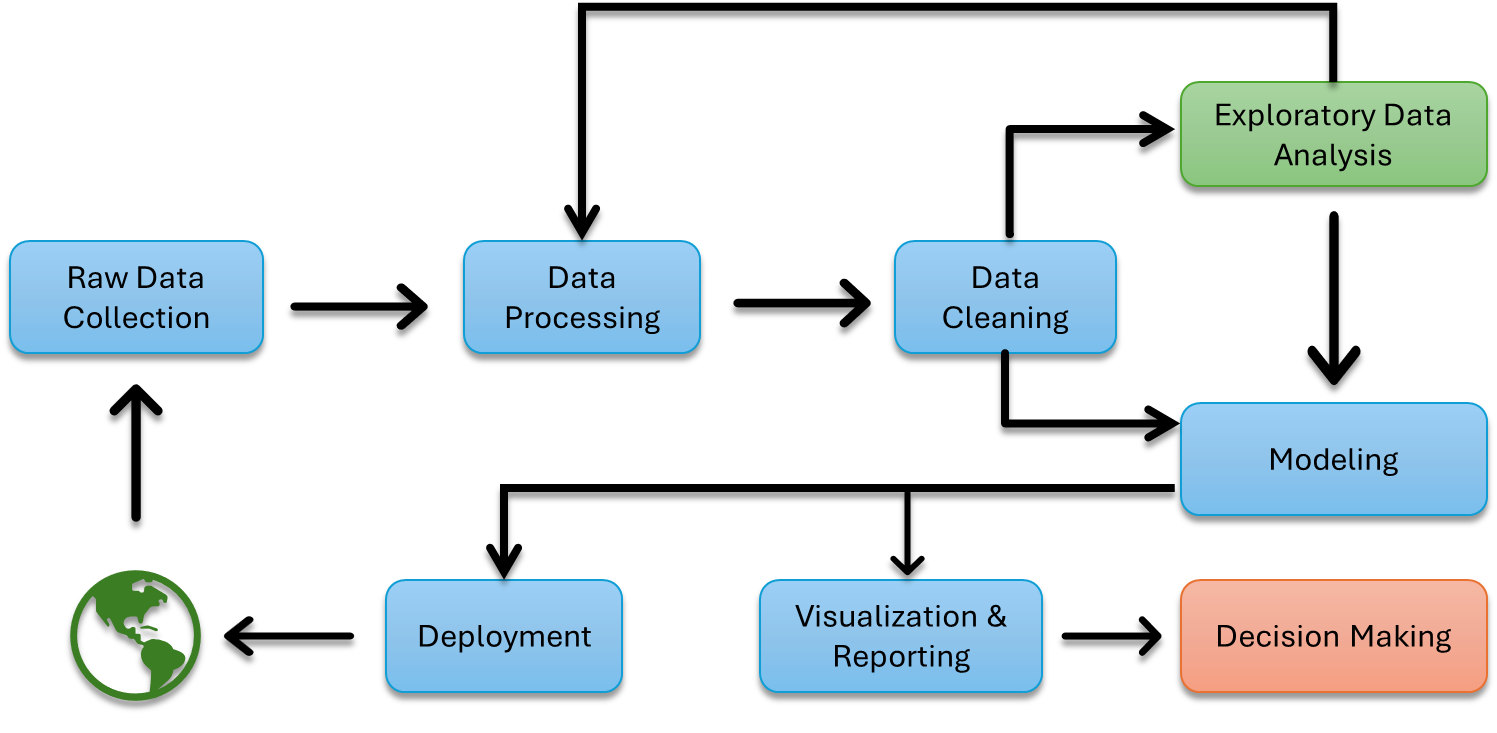 Exploratory Data
Analysis
Raw Data
Collection
Data
Processing
Data
Cleaning
Modeling
Deployment
Visualization &
Reporting
Decision Making